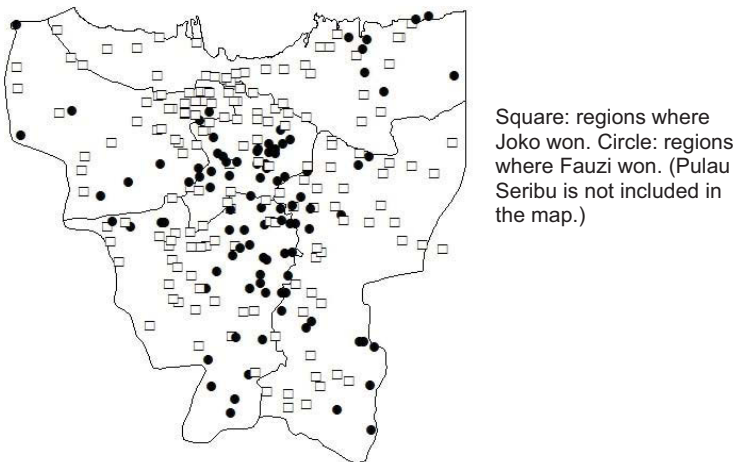 Square: regions where
Joko won. Circle: regions
where Fauzi won. (Pulau
Seribu is not included in
the map.)